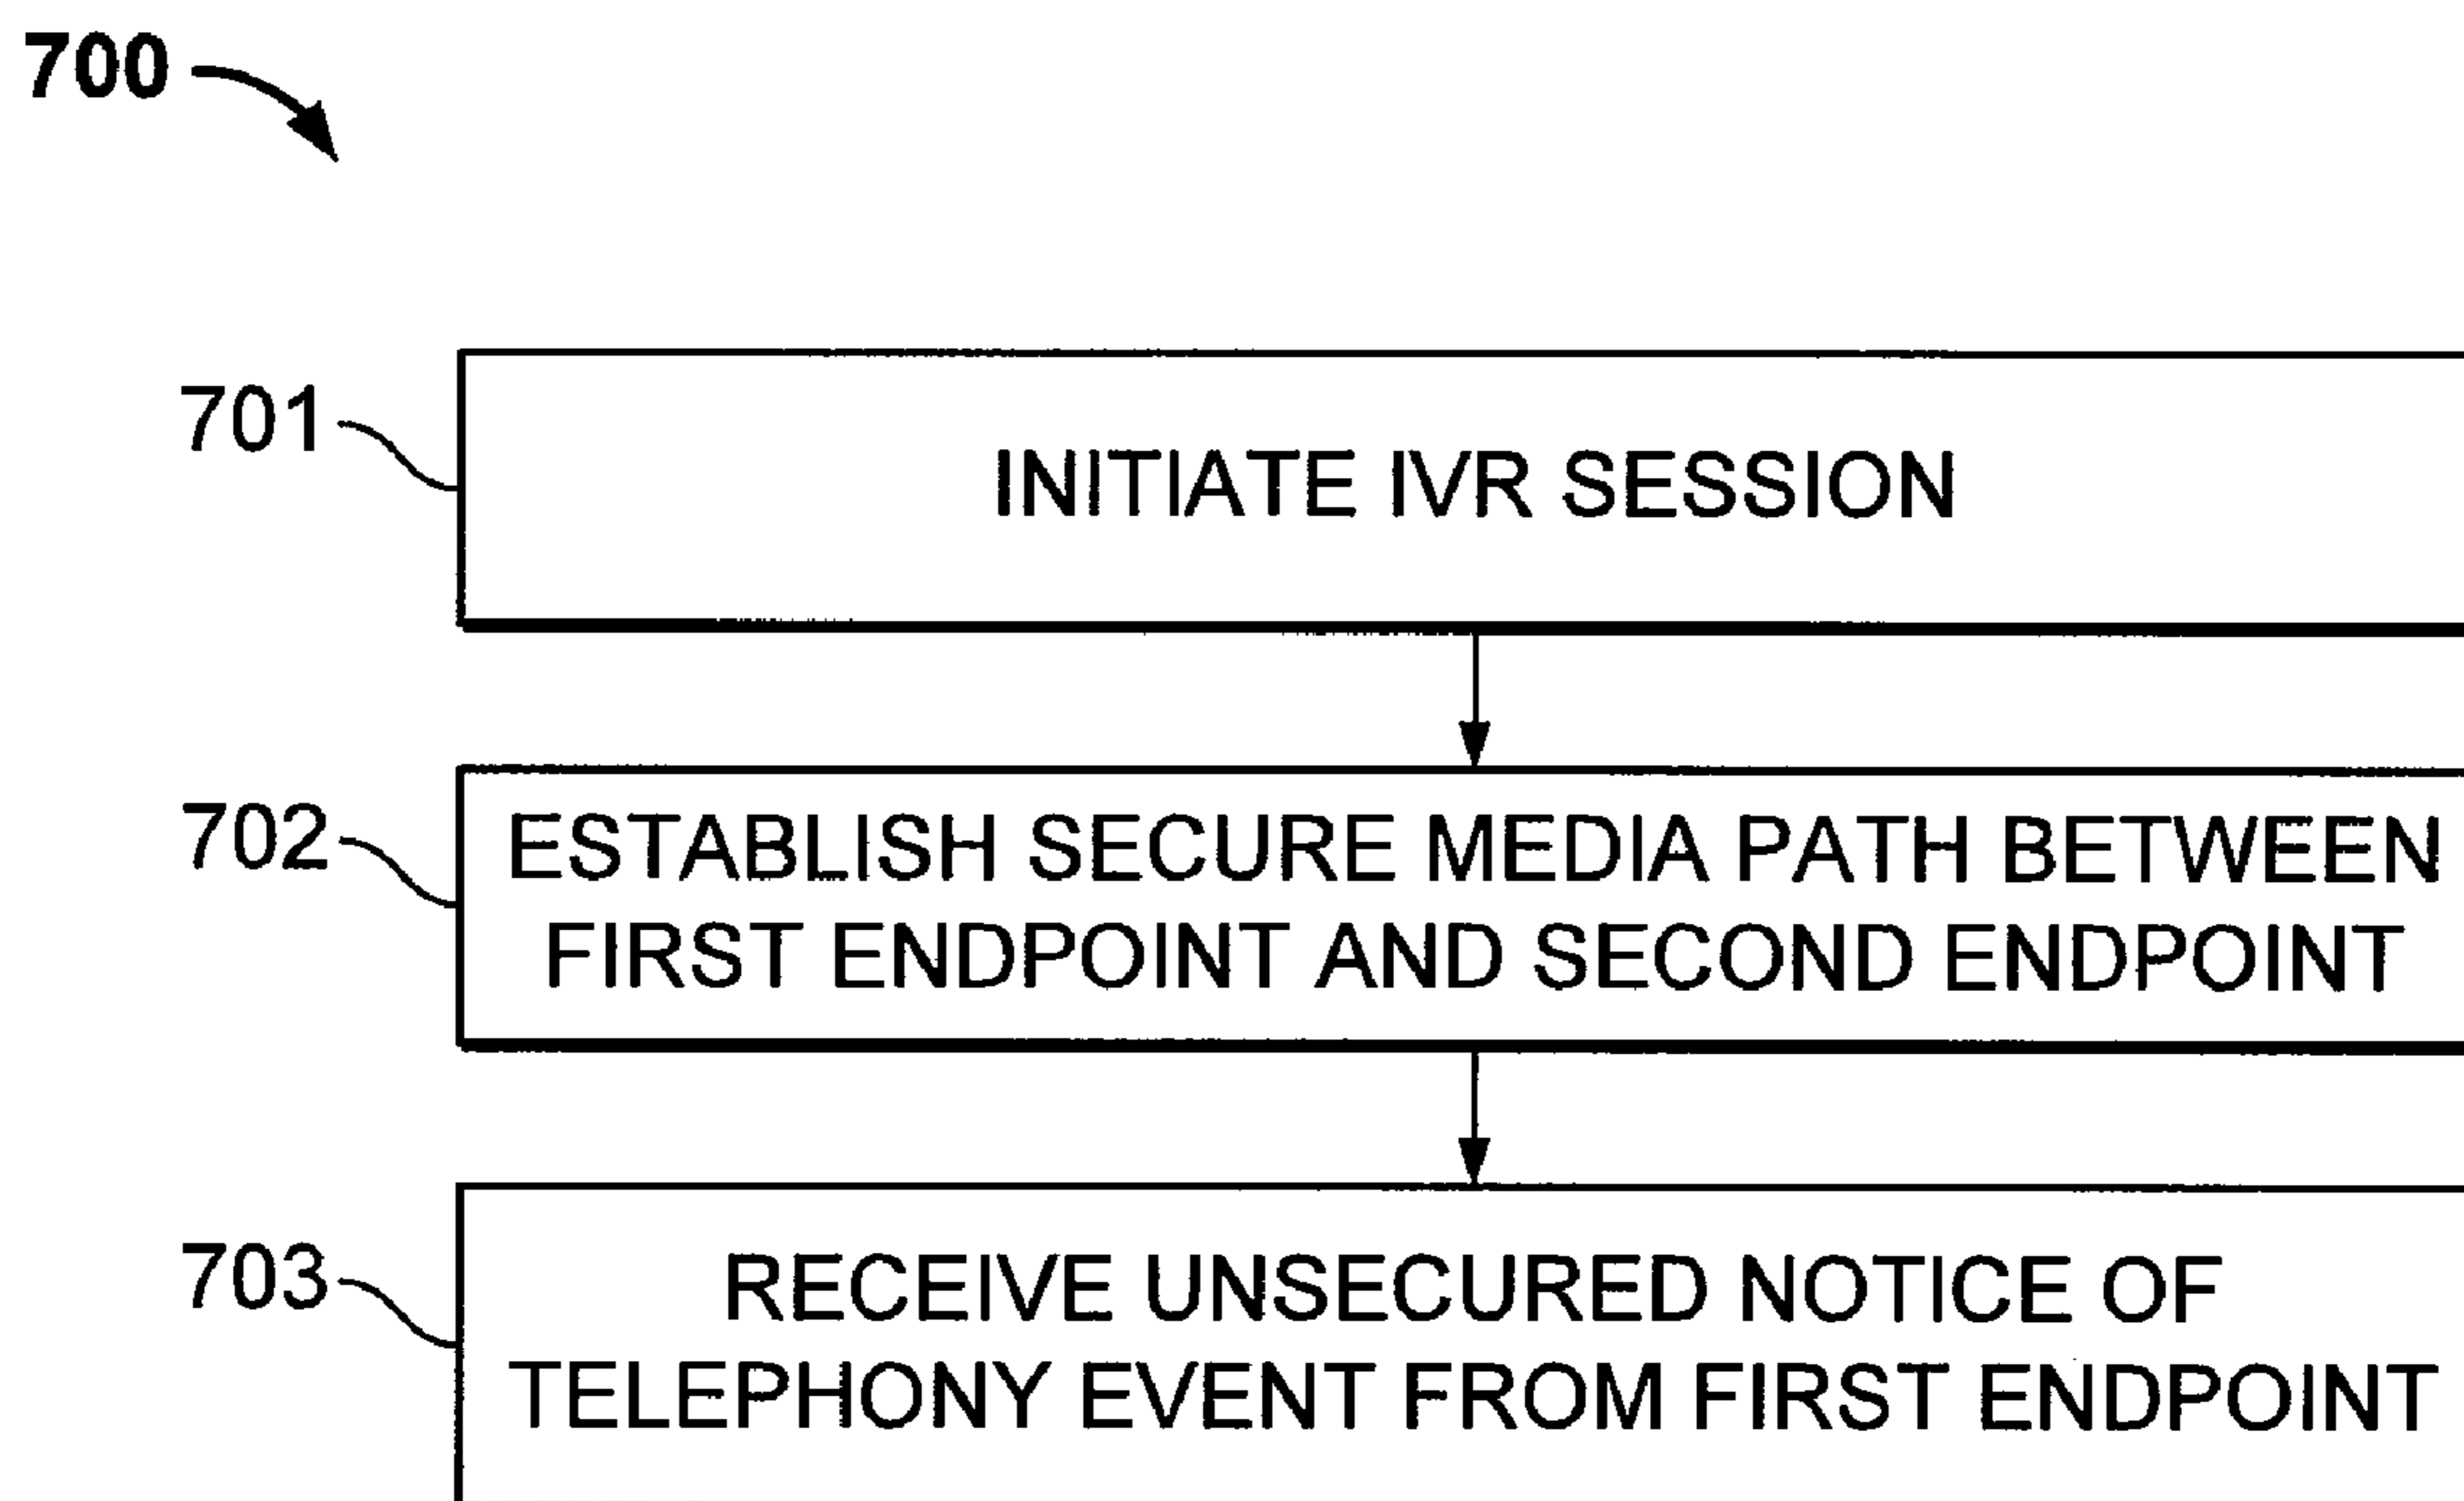 700
701
INITIATE IVR SESSION
702
ESTABLISH SECURE MEDIA PATH BETWEEN
FIRST ENDPOINT AND SECOND ENDPOINT
703
RECEIVE UNSECURED NOTICE OF
TELEPHONY EVENT FROM FIRST ENDPOINT